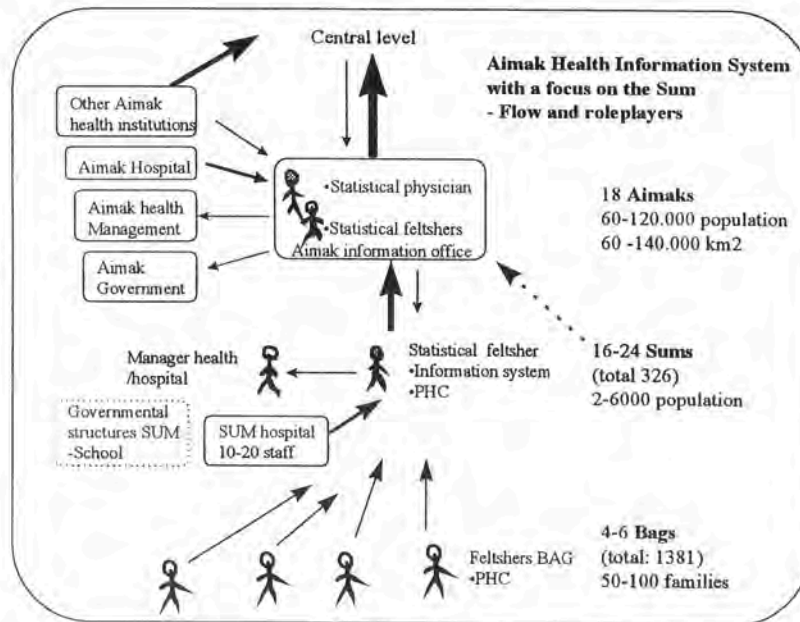 Central level
Aimak Health Information System
with a focus on the Sum
- Flow and roleplayers
Other Aimak
health institutions
Aimak Hospital
Aimak health
Management
Aimak
Government
•Statistical physician
•Statistical feltshers
Aimak information office
18 Aimaks
60-120.000 population
60 -140.000 km2
Manager health
/hospital
Statistical feltsher
•Information system
•PHC
16-24 Sums
(total 326)
2-6000 population
Governmental
structures SUM
-School
SUM hospital
10-20 staff
Feltshers BAG
•PHC
4-6 Bags
(total: 1381)
50-100 families